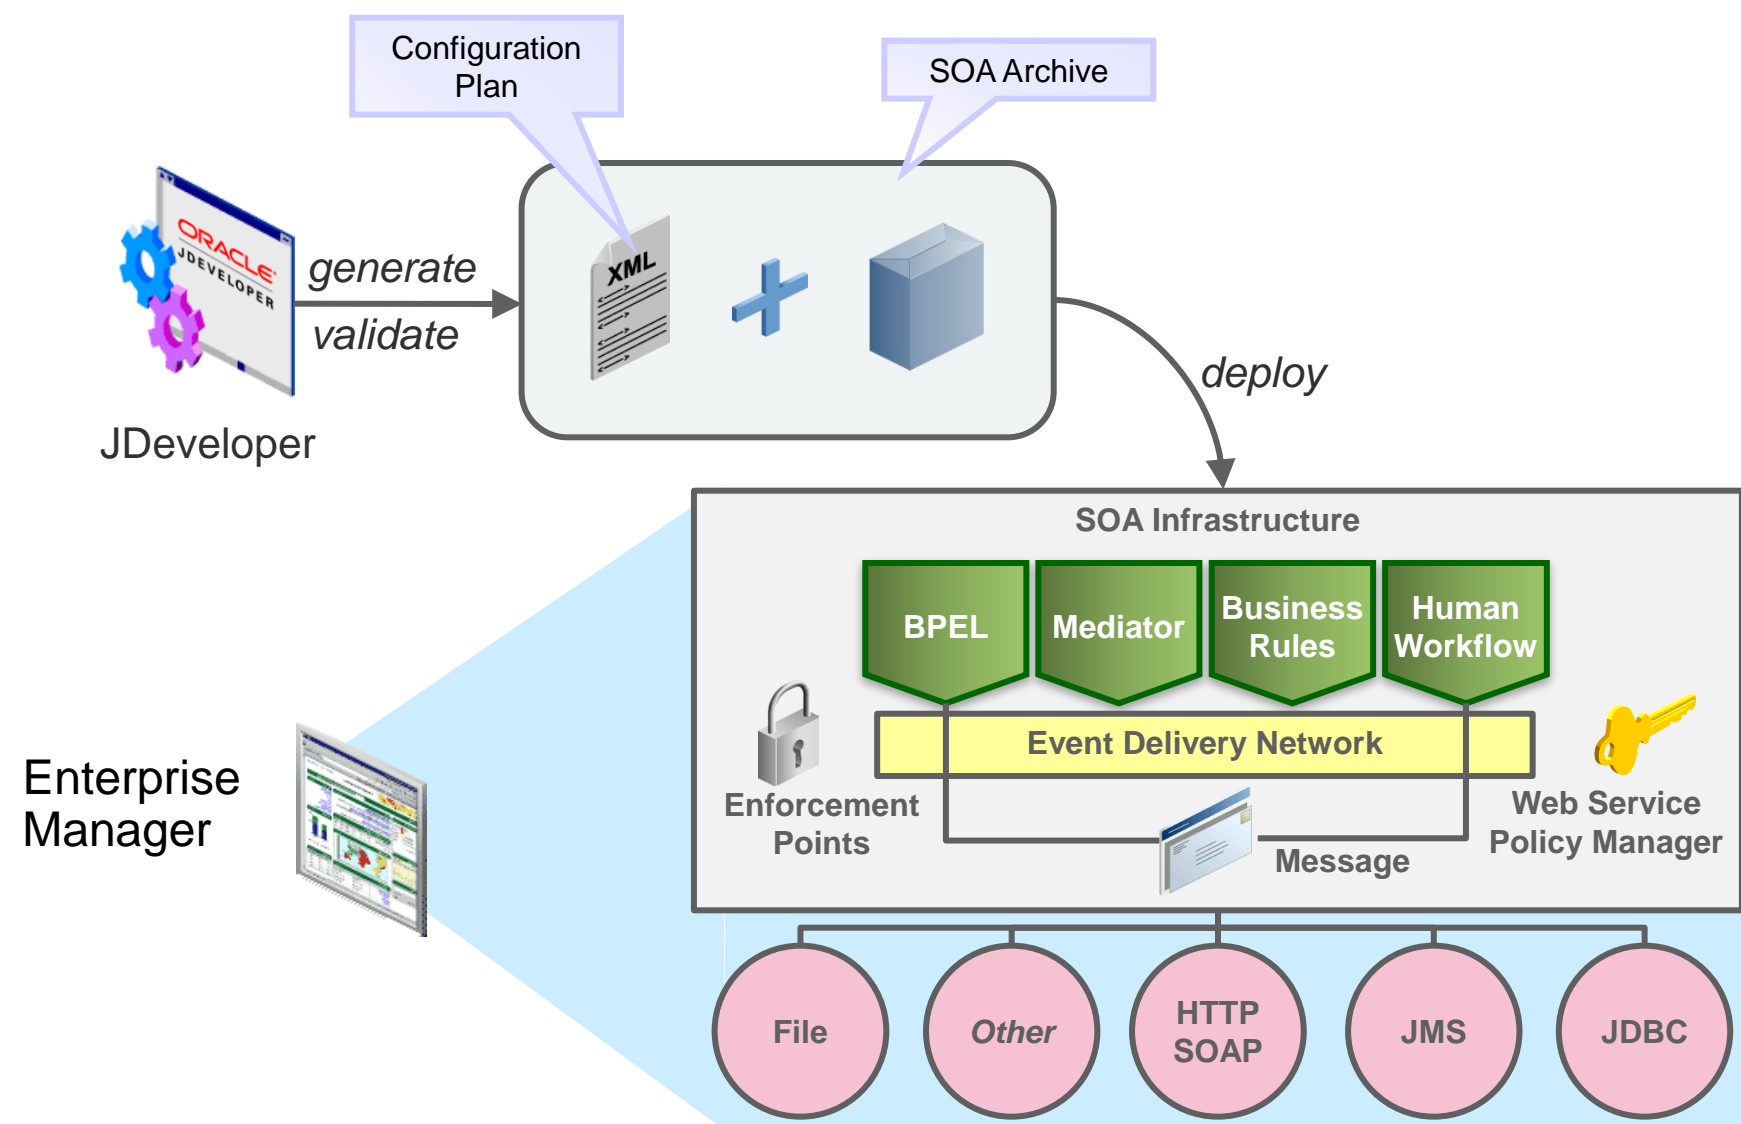 Configuration
Plan
SOA Archive
ORACLE
JDEVELOPER
generate
validate
XML
deploy
JDeveloper
SOA Infrastructure
BPEL
Mediator
Business
Rules
Human
Workflow
Event Delivery Network
Enforcement
Points
Web Service
Policy Manager
Message
Enterprise
Manager
File
Other
HTTP
SOAP
JMS
JDBC